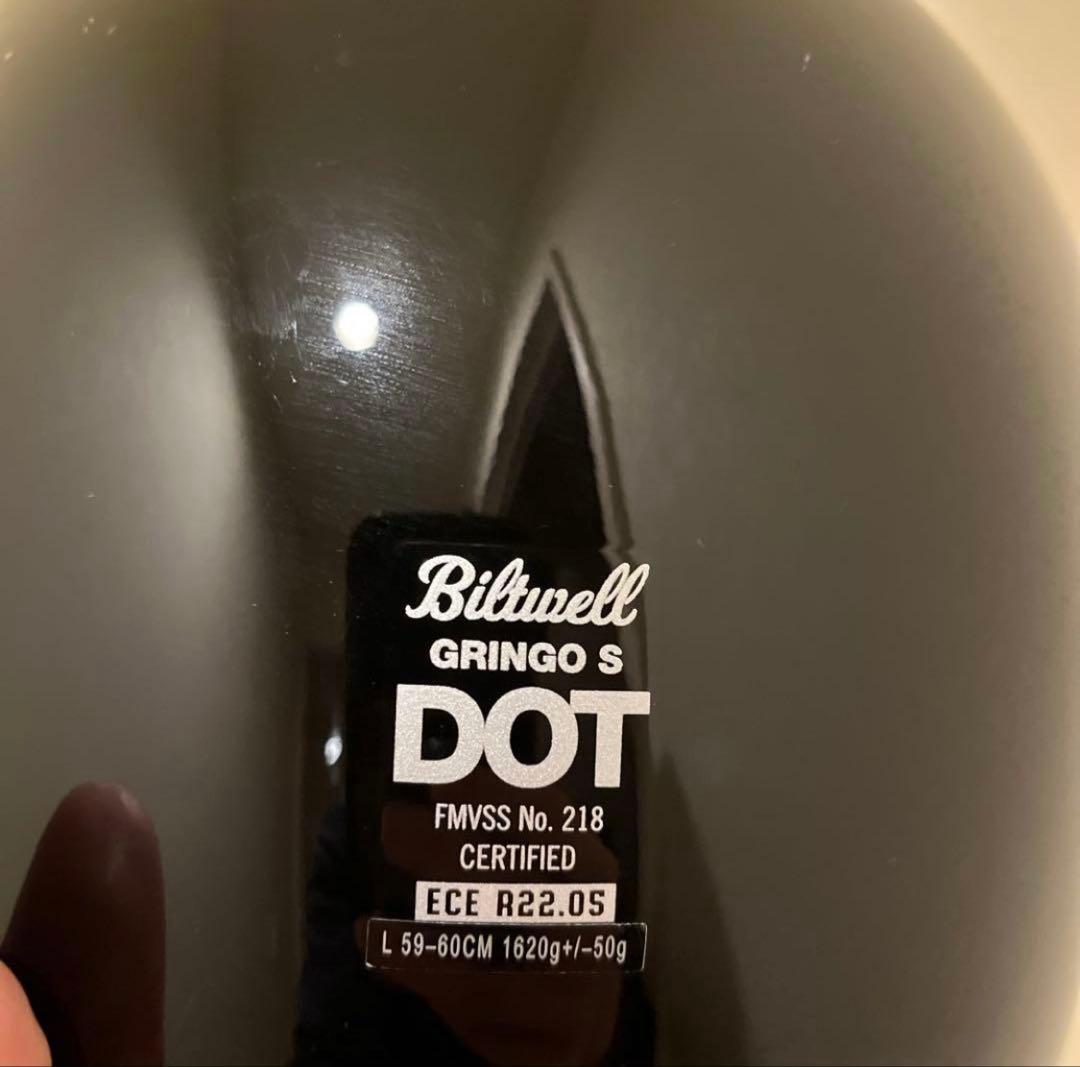 Biltwell
GRINGO S
DOT
FMVSS No. 218
CERTIFIED
ECE R22.05
L 59-60CM 1620g+/-50g